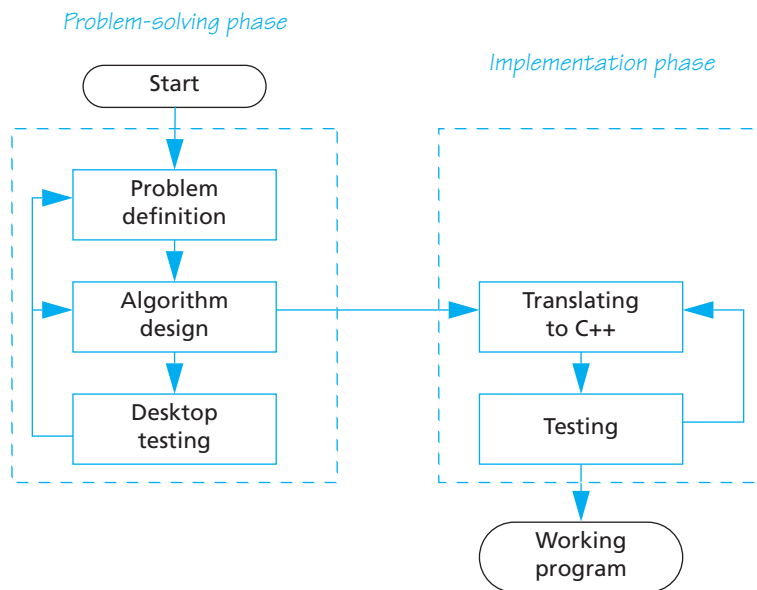 Problem-solving phase
Start
Problem
definition
Algorithm
design
Desktop
testing
Implementation phase
Translating
to C++
Testing
Working
program